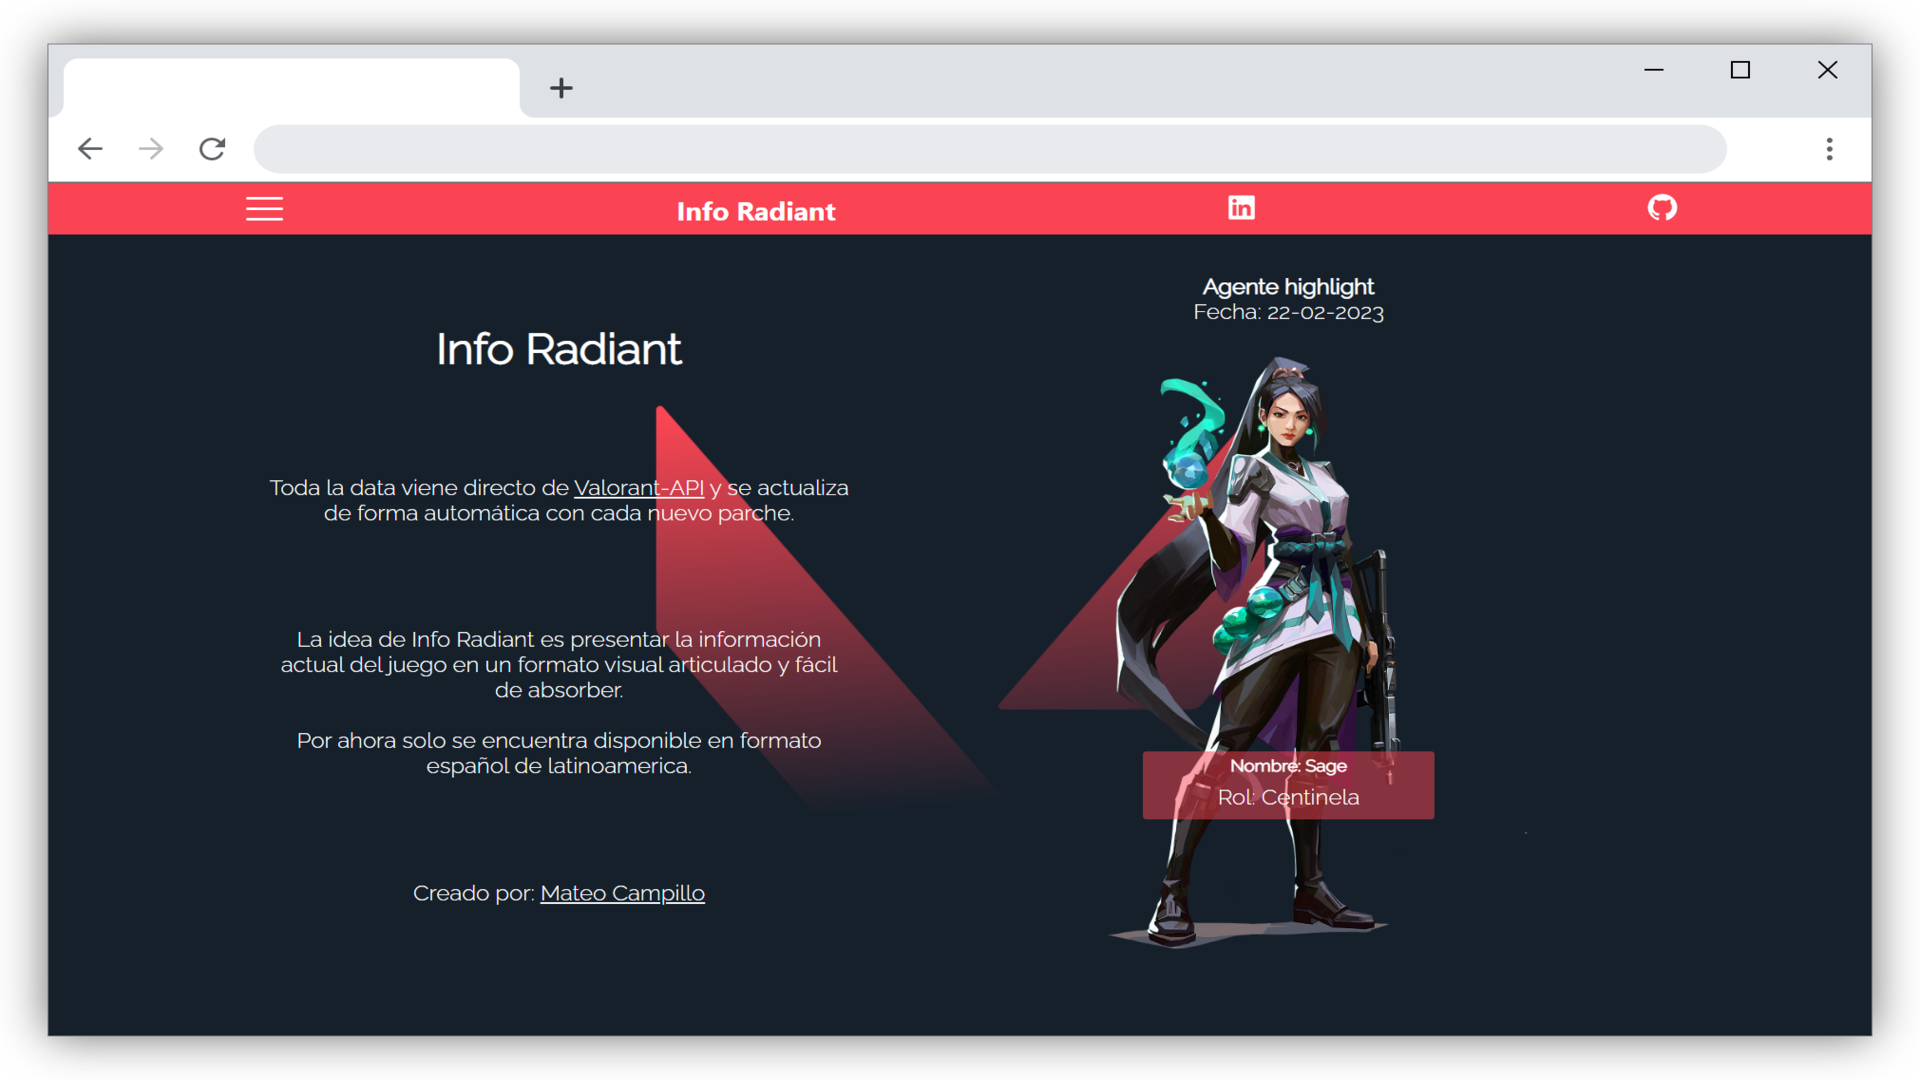 Info Radiant
in
Info Radiant
Toda la data viene directo de Valorant-API y se actualiza
de forma automática con cada nuevo parche.
La idea de Info Radiant es presentar la información
actual del juego en un formato visual articulado y fácil
de absorber.
Por ahora solo se encuentra disponible en formato
español de latinoamerica.
Creado por: Mateo Campillo
Agente highlight
Fecha: 22-02-2023
Nombre: Sage
Rol: Centinela